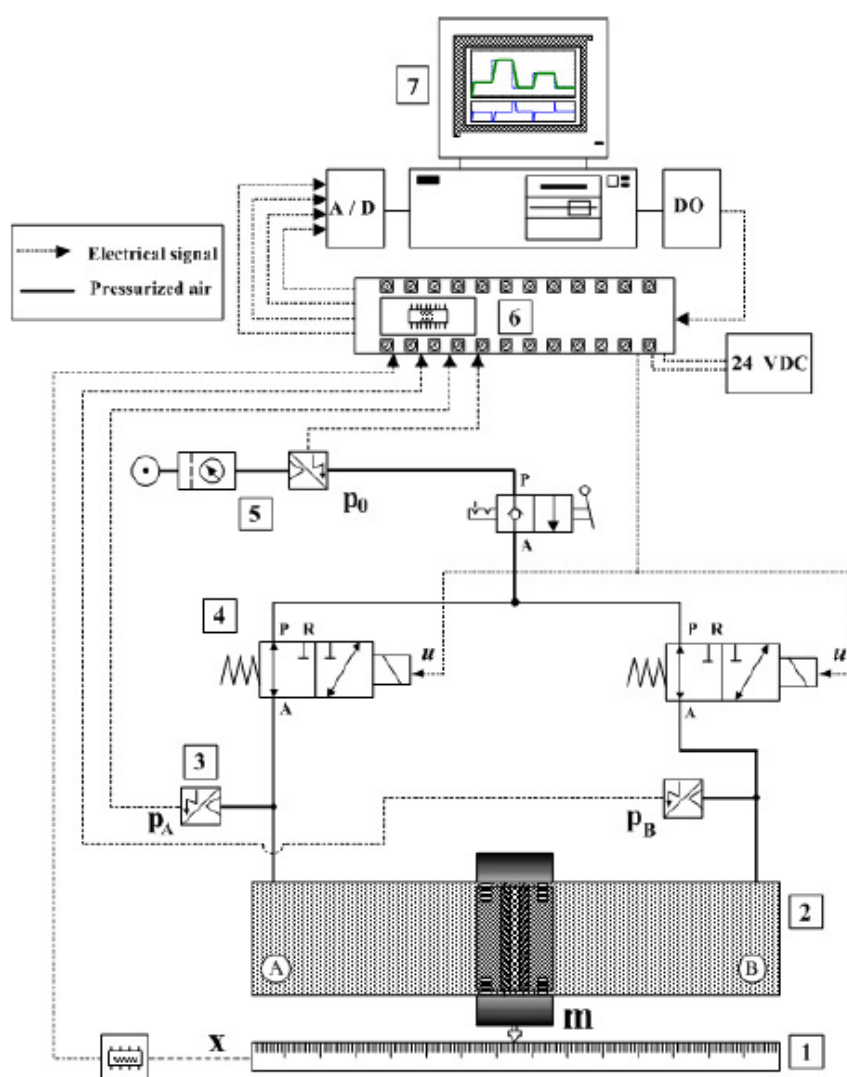 7
A / D
DO
Electrical signal
Pressurized air
6
24 VDC
5
p0
P
A
4
P R
u
A
P R
u
A
3
pA
pB
2
A
B
m
x
1